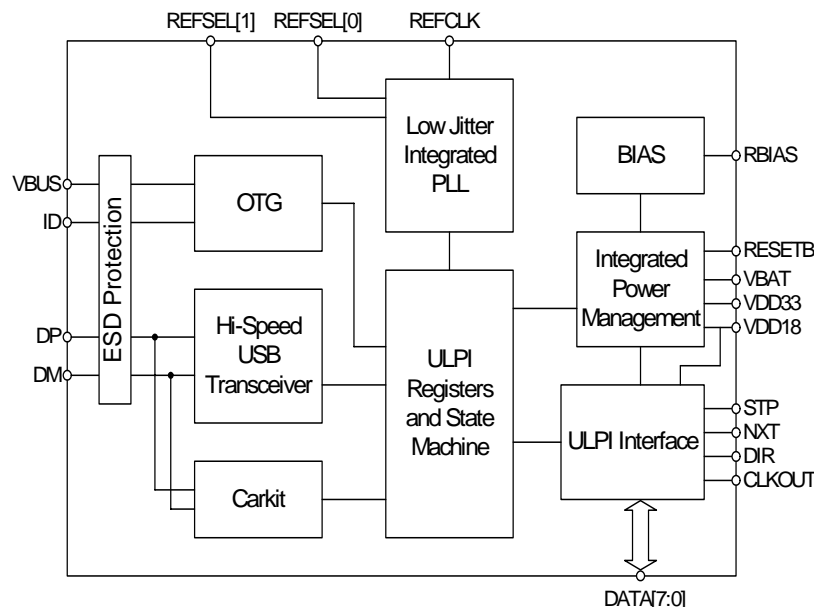 REFSEL[1]
REFSEL[0]
REFCLK
Low Jitter
Integrated
PLL
BIAS
RBIAS
VBUS
ID
ESD Protection
OTG
RESETB
VBAT
VDD33
VDD18
Integrated
Power
Management
DP
DM
Hi-Speed
USB
Transceiver
ULPI
Registers
and State
Machine
ULPI Interface
STP
NXT
DIR
CLKOUT
Carkit
DATA[7:0]